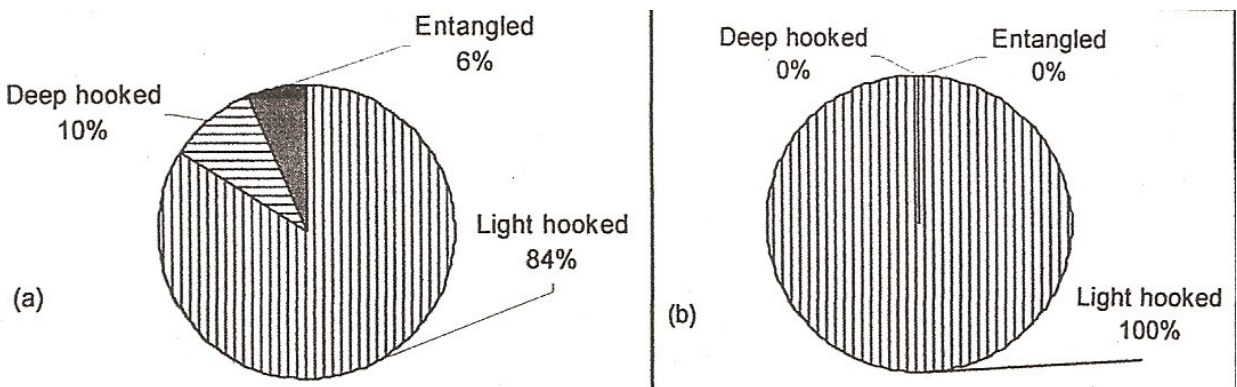 Entangled
6%
Deep hooked
10%
Light hooked
84%
(a)
Deep hooked
0%
Entangled
0%
Light hooked
100%
(b)